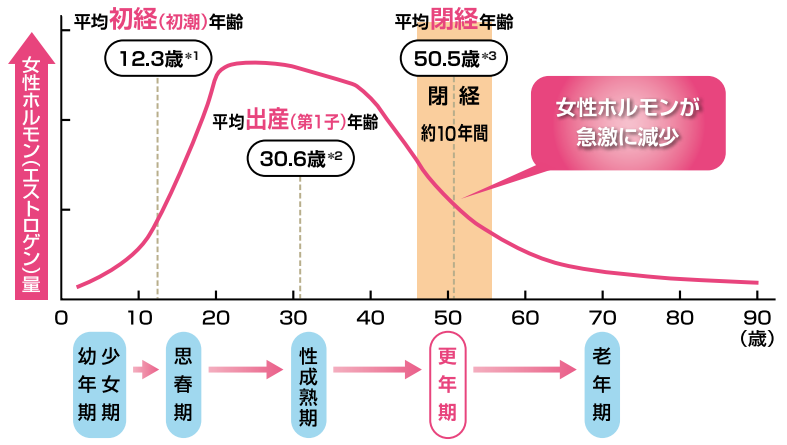 平均初経(初潮)年齢
12.3歳*1
平均閉経年齢
50.5歳*3
閉経
約10年間
女性ホルモンが
急激に減少
平均出産(第1子)年齢
30.6歳*2
女性ホルモン(エストロゲン)量
0 10 20 30 40 50 60 70 80 90
(歳)
幼年期
少女期
思春期
性成熟期
更年期
老年期